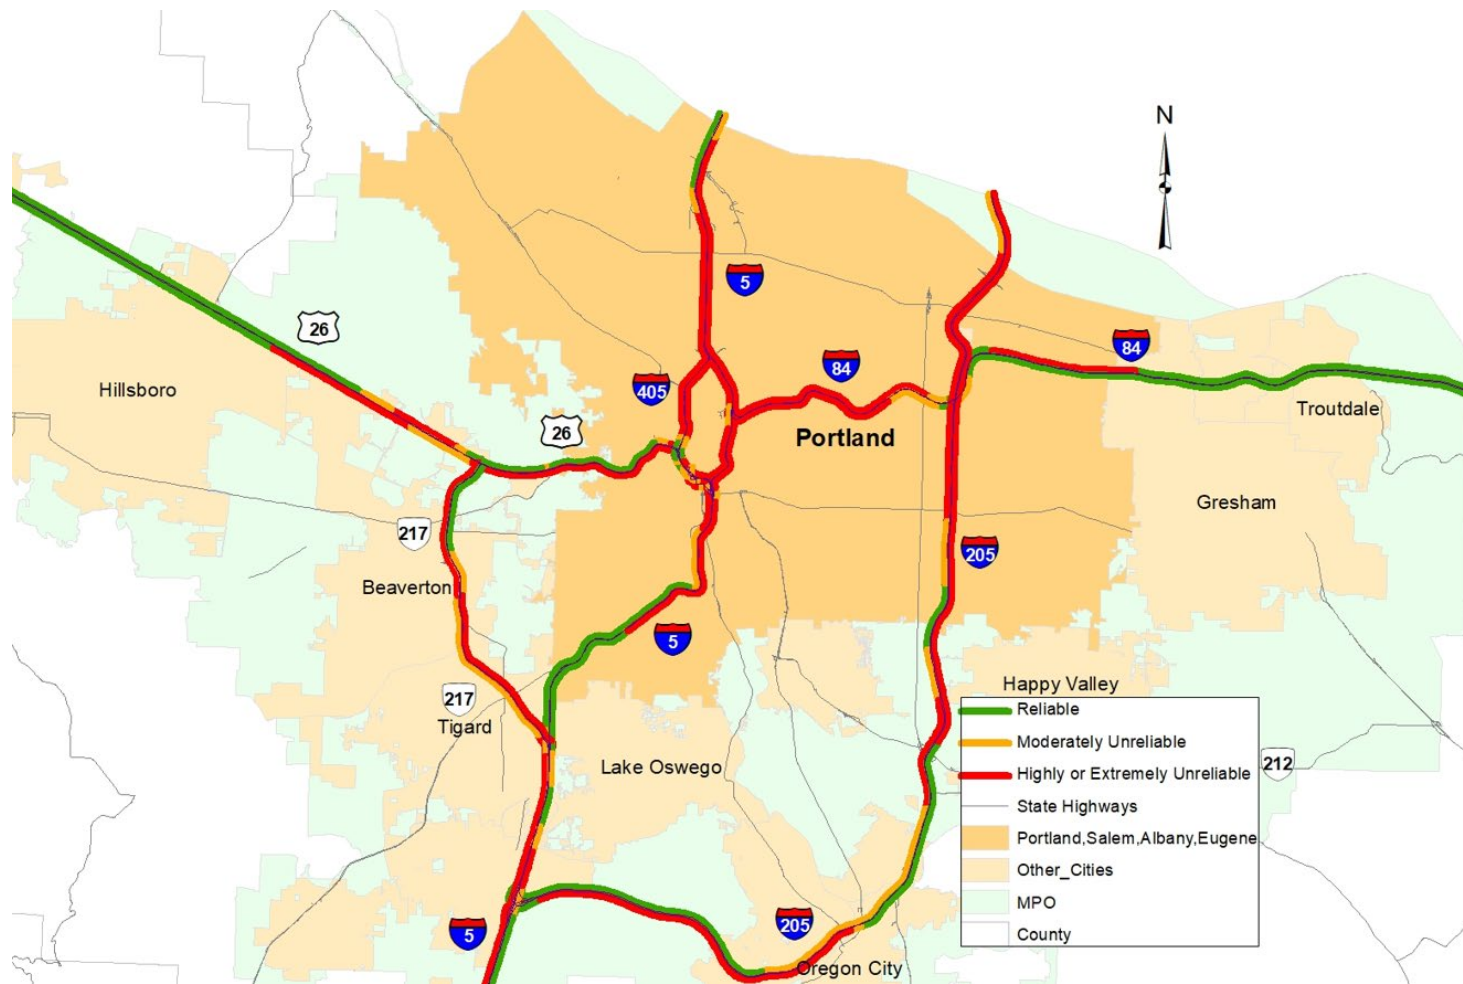 N
5
26
84
84
Hillsboro
405
Troutdale
26
Portland
Gresham
217
205
Beaverton
5
Happy Valley
217
Tigard
Lake Oswego
212
Reliable
Moderately Unreliable
Highly or Extremely Unreliable
State Highways
Portland,Salem,Albany,Eugene
Other_Cities
MPO
County
5
205
Oregon City